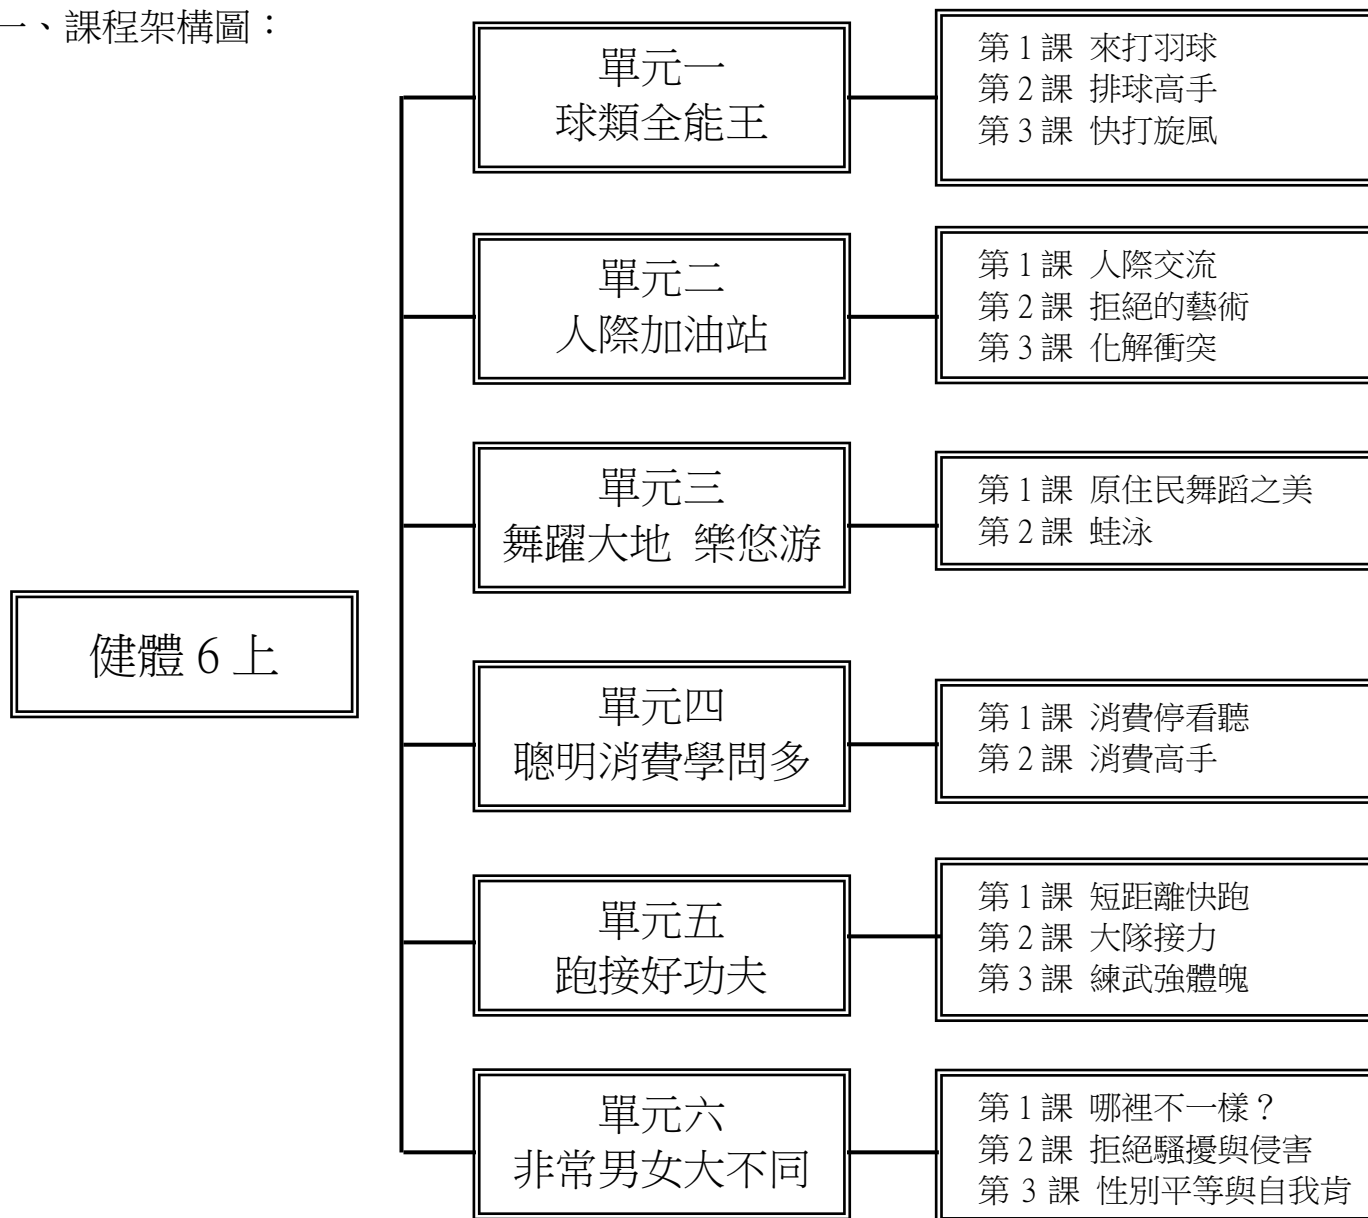 一、課程架構圖：
健體 6 上
單元一
球類全能王
第 1 課 來打羽球
第 2 課 排球高手
第 3 課 快打旋風
單元二
人際加油站
第 1 課 人際交流
第 2 課 拒絕的藝術
第 3 課 化解衝突
單元三
舞躍大地 樂悠游
第 1 課 原住民舞蹈之美
第 2 課 蛙泳
單元四
聰明消費學問多
第 1 課 消費停看聽
第 2 課 消費高手
單元五
跑接好功夫
第 1 課 短距離快跑
第 2 課 大隊接力
第 3 課 練武強體魄
單元六
非常男女大不同
第 1 課 哪裡不一樣？
第 2 課 拒絕騷擾與侵害
第 3 課 性別平等與自我肯